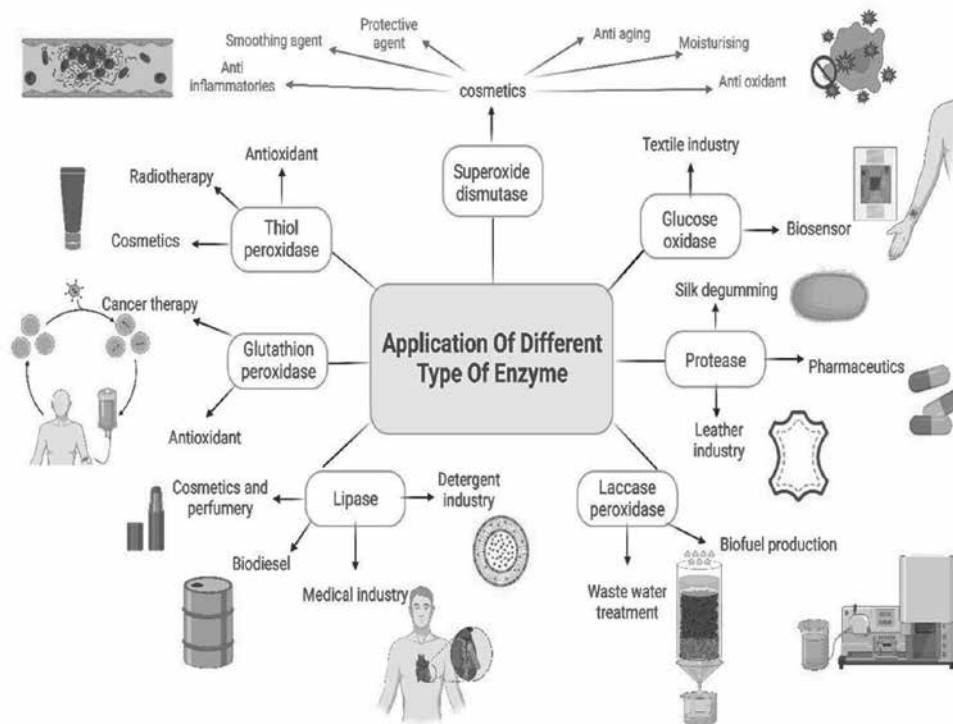 Smoothing agent
Protective
agent
Anti aging
Moisturising
Anti
inflammatories
cosmetics
Anti oxidant
Superoxide
dismutase
Antioxidant
Radiotherapy
Thiol
peroxidase
Cosmetics
Textile industry
Glucose
oxidase
Biosensor
Cancer therapy
Glutathion
peroxidase
Antioxidant
Application Of Different
Type Of Enzyme
Silk degumming
Protease
Pharmaceutics
Leather
industry
Cosmetics and
perfumery
Lipase
Detergent
industry
Biodiesel
Medical industry
Laccase
peroxidase
Biofuel production
Waste water
treatment